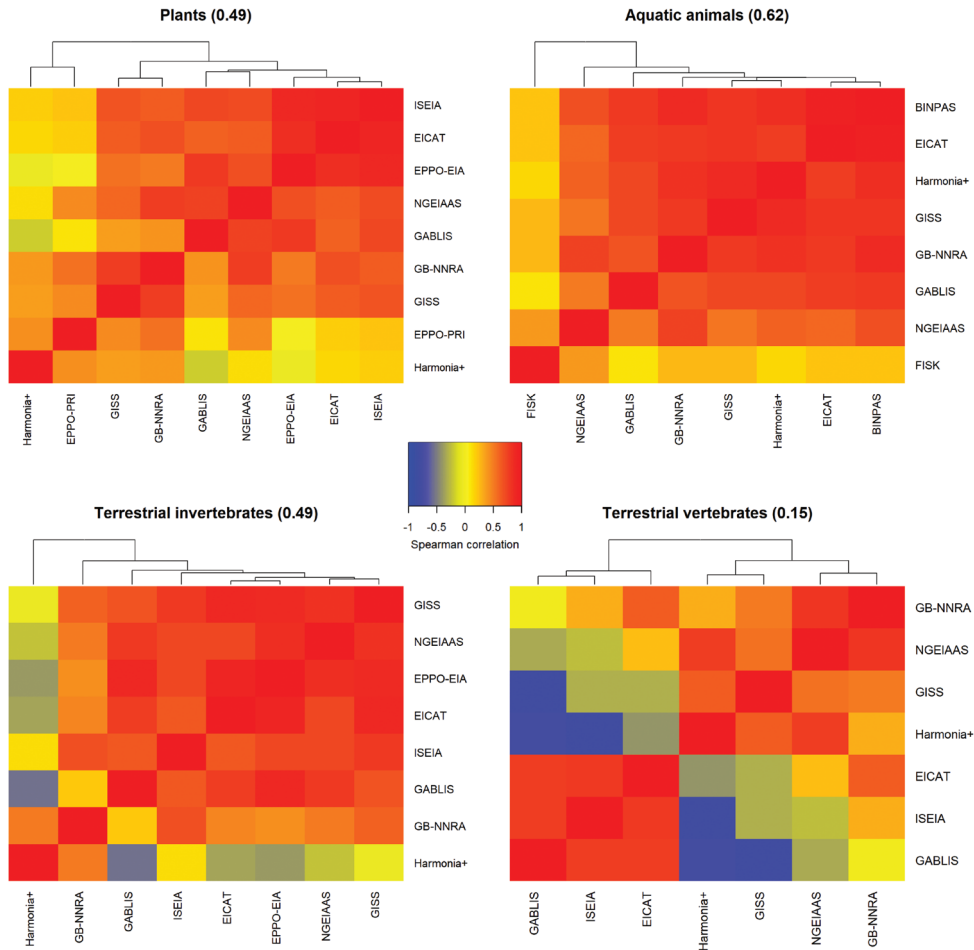 Plants (0.49)
ISEIA
EICAT
EPPO-EIA
NGEIAAS
GABLIS
GB-NNRA
GISS
EPPO-PRI
Harmonia+
Harmonia+
EPPO-PRI
GISS
GB-NNRA
GABLIS
NGEIAAS
EPPO-EIA
EICAT
ISEIA
Aquatic animals (0.62)
BINPAS
EICAT
Harmonia+
GISS
GB-NNRA
GABLIS
NGEIAAS
FISK
FISK
NGEIAAS
GABLIS
GB-NNRA
GISS
Harmonia+
EICAT
BINPAS
-1 -0.5 0 0.5 1
Spearman correlation
Terrestrial invertebrates (0.49)
GISS
NGEIAAS
EPPO-EIA
EICAT
ISEIA
GABLIS
GB-NNRA
Harmonia+
Harmonia+
GB-NNRA
GABLIS
ISEIA
EICAT
EPPO-EIA
NGEIAAS
GISS
Terrestrial vertebrates (0.15)
GB-NNRA
NGEIAAS
GISS
Harmonia+
EICAT
ISEIA
GABLIS
GABLIS
ISEIA
EICAT
Harmonia+
GISS
NGEIAAS
GB-NNRA